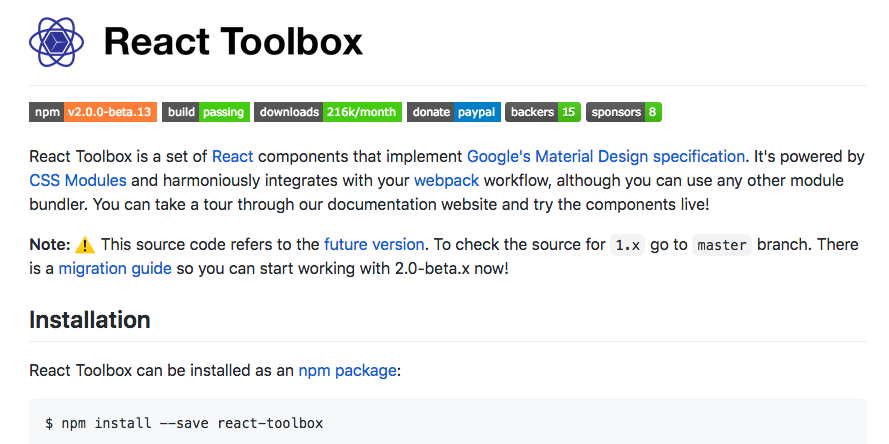 React Toolbox
npm v2.0.0-beta.13 build passing downloads 216k/month donate paypal backers 15 sponsors 8
React Toolbox is a set of React components that implement Google's Material Design specification. It's powered by
CSS Modules and harmoniously integrates with your webpack workflow, although you can use any other module
bundler. You can take a tour through our documentation website and try the components live!
Note: ⚠️ This source code refers to the future version. To check the source for 1.x go to master branch. There
is a migration guide so you can start working with 2.0-beta.x now!
Installation
React Toolbox can be installed as an npm package:
$ npm install --save react-toolbox